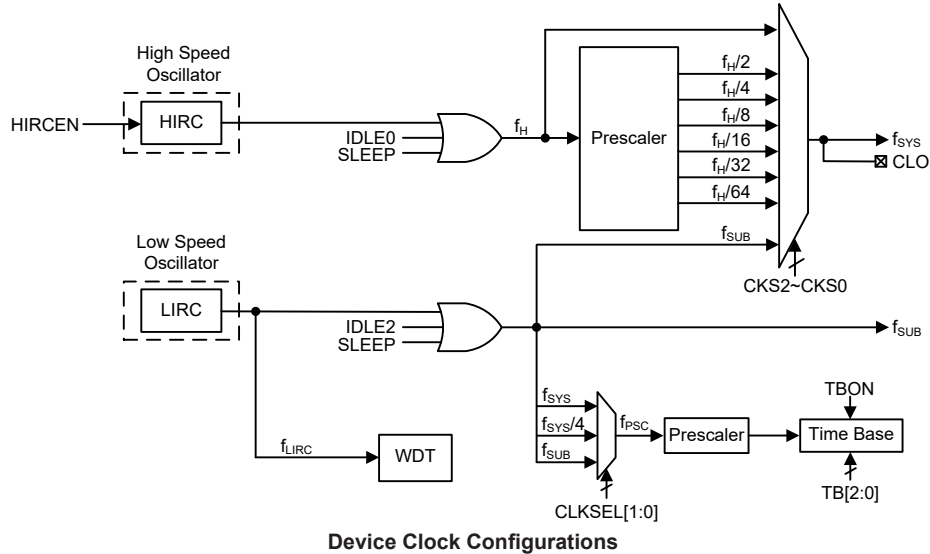 High Speed
Oscillator
HIRCEN
HIRC
IDLE0
SLEEP
fH
Prescaler
fH/2
fH/4
fH/8
fH/16
fH/32
fH/64
fSUB
fSYS
CLO
CKS2~CKS0
Low Speed
Oscillator
LIRC
IDLE2
SLEEP
fSUB
fSYS
fSYS/4
fSUB
fPSC
Prescaler
TBON
Time Base
TB[2:0]
CLKSEL[1:0]
fLIRC
WDT
Device Clock Configurations